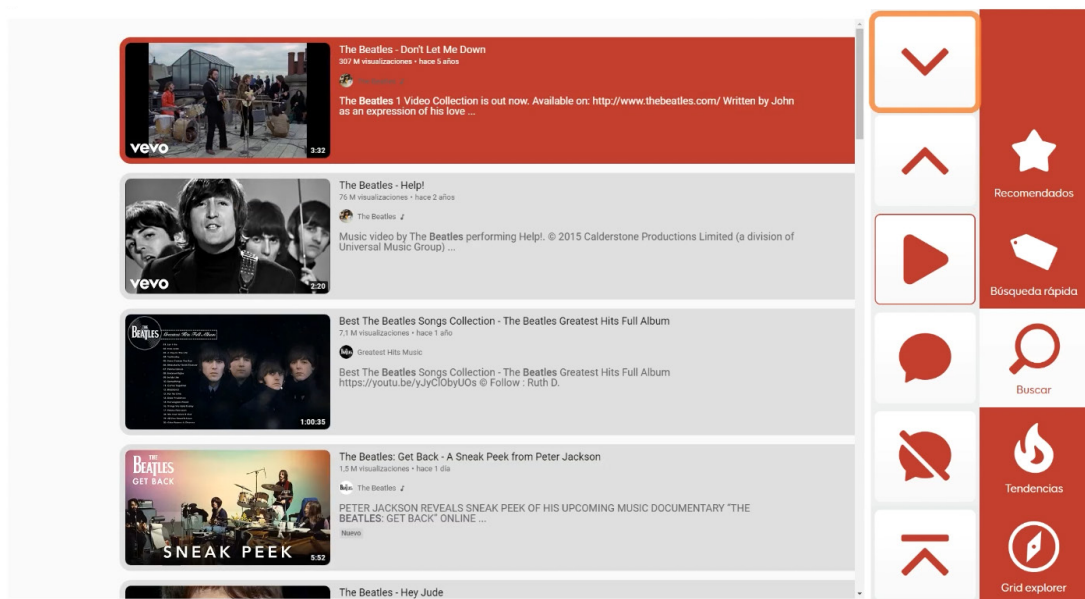 The Beatles - Don't Let Me Down
307 M visualizaciones • hace 5 años
The Beatles 1 Video Collection is out now. Available on: http://www.thebeatles.com/ Written by John
as an expression of his love ...
vevo
3:32
The Beatles - Help!
76 M visualizaciones • hace 2 años
The Beatles ♪
Music video by The Beatles performing Help!. © 2015 Calderstone Productions Limited (a division of
Universal Music Group) ...
vevo
2:20
THE
BEATLES
Greatest Hits Full Album
1:00:35
Best The Beatles Songs Collection - The Beatles Greatest Hits Full Album
7,1 M visualizaciones • hace 1 año
Greatest Hits Music
Best The Beatles Songs Collection - The Beatles Greatest Hits Full Album
https://youtu.be/yJyClObyUOs © Follow : Ruth D.
THE
BEATLES
GET BACK
SNEAK PEEK
5:52
The Beatles: Get Back - A Sneak Peek from Peter Jackson
1,5 M visualizaciones • hace 1 día
The Beatles ♪
PETER JACKSON REVEALS SNEAK PEEK OF HIS UPCOMING MUSIC DOCUMENTARY "THE
BEATLES: GET BACK" ONLINE ...
Nuevo
The Beatles - Hey Jude
Recomendados
Búsqueda rápida
Buscar
Tendencias
Grid explorer